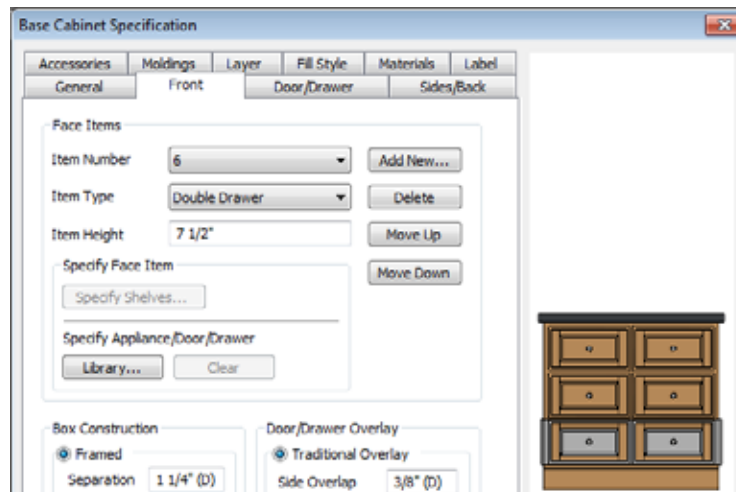 Base Cabinet Specification
Accessories Moldings Layer Fill Style Materials Label
General Front Door/Drawer Sides/Back
Face Items
Item Number 6 Add New...
Item Type Double Drawer Delete
Item Height 7 1/2" Move Up
Specify Face Item Move Down
Specify Shelves...
Specify Appliance/Door/Drawer
Library... Clear
Box Construction Door/Drawer Overlay
Framed Traditional Overlay
Separation 1 1/4" (D) Side Overlap 3/8" (D)